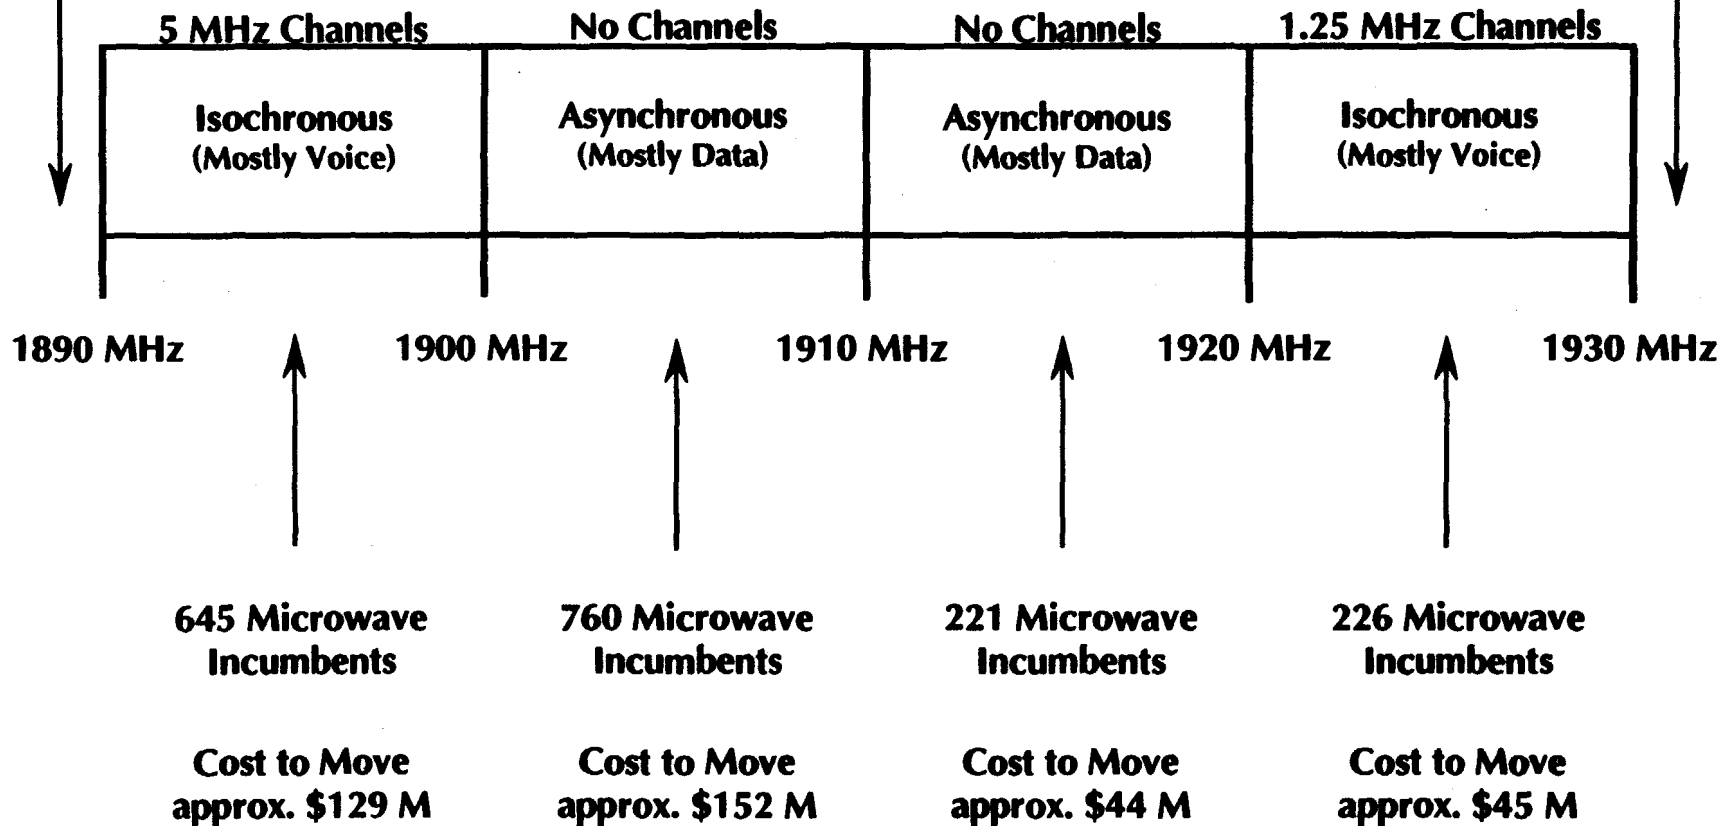 5 MHz Channels
No Channels
No Channels
1.25 MHz Channels
Isochronous
(Mostly Voice)
Asynchronous
(Mostly Data)
Asynchronous
(Mostly Data)
Isochronous
(Mostly Voice)
1890 MHz
1900 MHz
1910 MHz
1920 MHz
1930 MHz
645 Microwave
Incumbents
760 Microwave
Incumbents
221 Microwave
Incumbents
226 Microwave
Incumbents
Cost to Move
approx. $129 M
Cost to Move
approx. $152 M
Cost to Move
approx. $44 M
Cost to Move
approx. $45 M